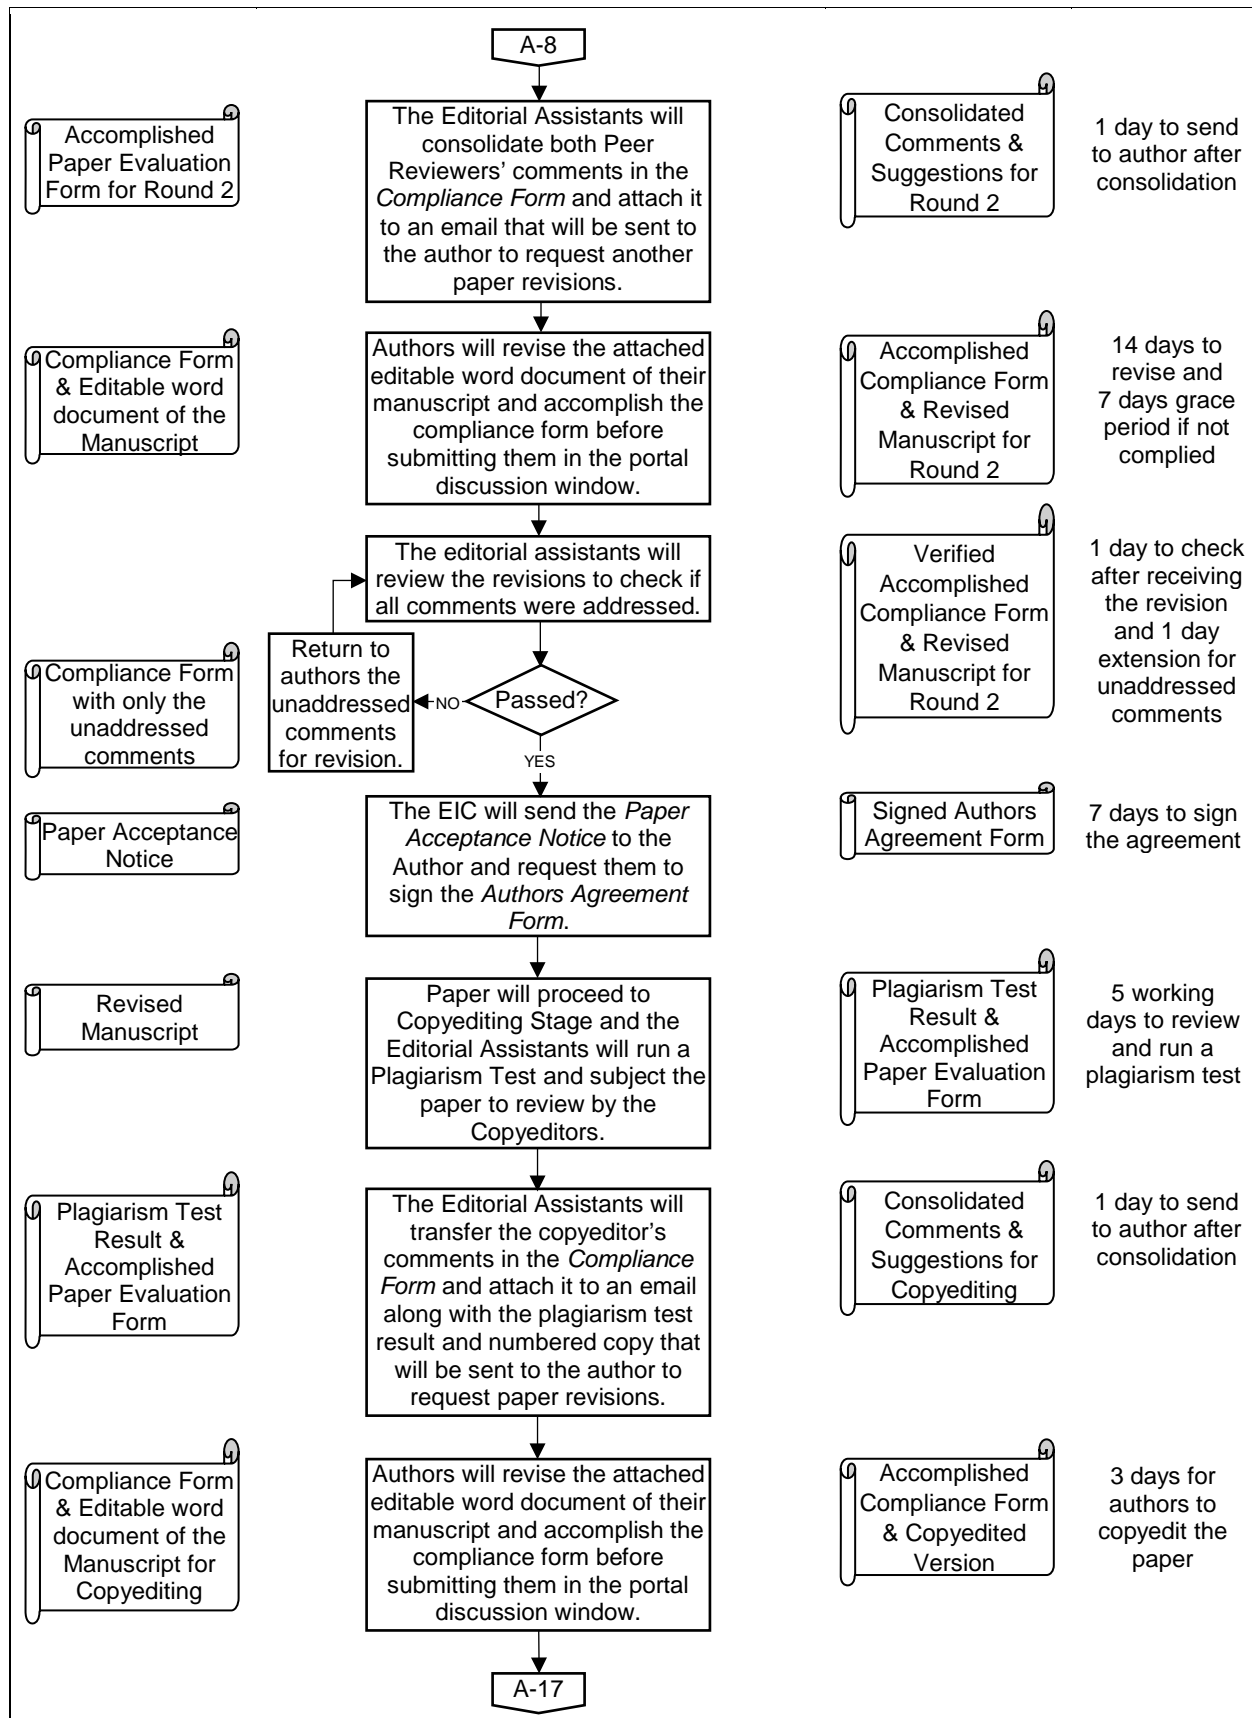 A-8
Accomplished
Paper Evaluation
Form for Round 2
The Editorial Assistants will
consolidate both Peer
Reviewers’ comments in the
Compliance Form and attach it
to an email that will be sent to
the author to request another
paper revisions.
Consolidated
Comments &
Suggestions for
Round 2
1 day to send
to author after
consolidation
Compliance Form
& Editable word
document of the
Manuscript
Authors will revise the attached
editable word document of their
manuscript and accomplish the
compliance form before
submitting them in the portal
discussion window.
Accomplished
Compliance Form
& Revised
Manuscript for
Round 2
14 days to
revise and
7 days grace
period if not
complied
The editorial assistants will
review the revisions to check if
all comments were addressed.
Verified
Accomplished
Compliance Form
& Revised
Manuscript for
Round 2
1 day to check
after receiving
the revision
and 1 day
extension for
unaddressed
comments
Compliance Form
with only the
unaddressed
comments
Return to
authors the
unaddressed
comments
for revision.
NO
Passed?
YES
Paper Acceptance
Notice
The EIC will send the Paper
Acceptance Notice to the
Author and request them to
sign the Authors Agreement
Form.
Signed Authors
Agreement Form
7 days to sign
the agreement
Revised
Manuscript
Paper will proceed to
Copyediting Stage and the
Editorial Assistants will run a
Plagiarism Test and subject the
paper to review by the
Copyeditors.
Plagiarism Test
Result &
Accomplished
Paper Evaluation
Form
5 working
days to review
and run a
plagiarism test
Plagiarism Test
Result &
Accomplished
Paper Evaluation
Form
The Editorial Assistants will
transfer the copyeditor’s
comments in the Compliance
Form and attach it to an email
along with the plagiarism test
result and numbered copy that
will be sent to the author to
request paper revisions.
Consolidated
Comments &
Suggestions for
Copyediting
1 day to send
to author after
consolidation
Compliance Form
& Editable word
document of the
Manuscript for
Copyediting
Authors will revise the attached
editable word document of their
manuscript and accomplish the
compliance form before
submitting them in the portal
discussion window.
Accomplished
Compliance Form
& Copyedited
Version
3 days for
authors to
copyedit the
paper
A-17